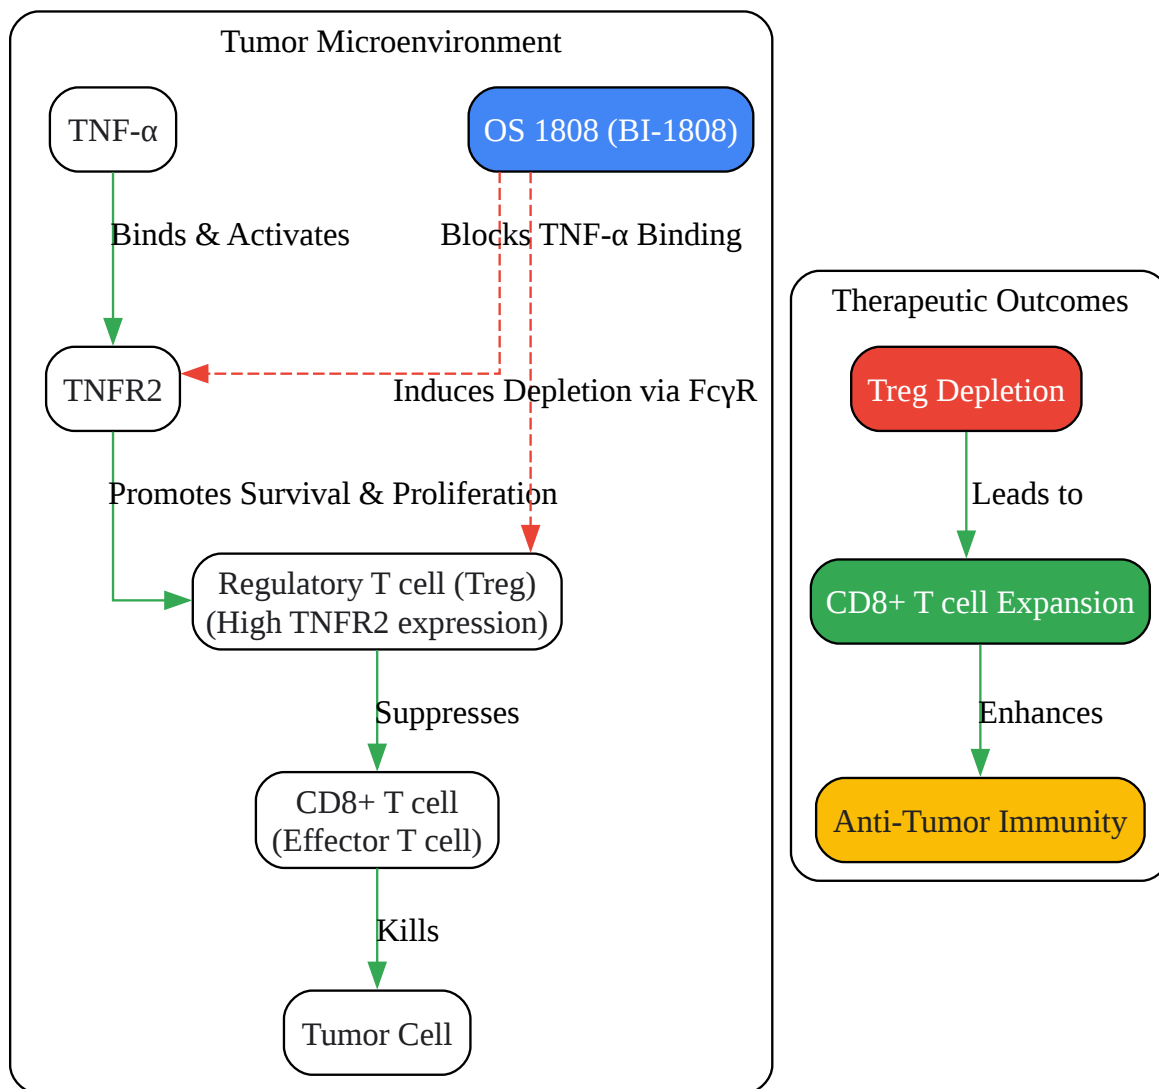 Tumor Microenvironment
TNF-α
OS 1808 (BI-1808)
Binds & Activates
Blocks TNF-α Binding
TNFR2
Induces Depletion via FcγR
Promotes Survival & Proliferation
Regulatory T cell (Treg)
(High TNFR2 expression)
Suppresses
CD8+ T cell
(Effector T cell)
Kills
Tumor Cell
Therapeutic Outcomes
Treg Depletion
Leads to
CD8+ T cell Expansion
Enhances
Anti-Tumor Immunity